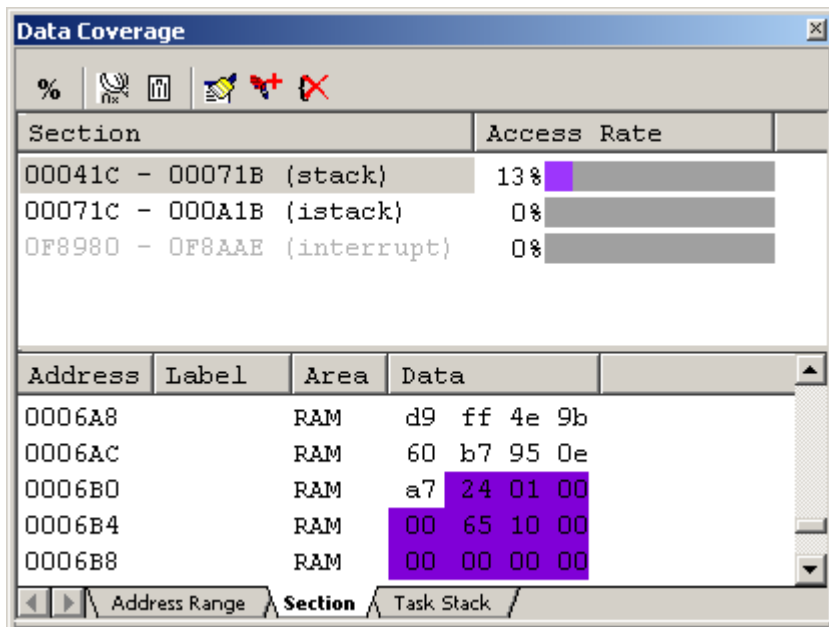 Data Coverage
%
Section Access Rate
00041C - 00071B (stack) 13%
00071C - 000A1B (istack) 0%
0F8980 - 0F8AAE (interrupt) 0%
Address Label Area Data
0006A8 RAM d9 ff 4e 9b
0006AC RAM 60 b7 95 0e
0006B0 RAM a7 24 01 00
0006B4 RAM 00 65 10 00
0006B8 RAM 00 00 00 00
Address Range Section Task Stack